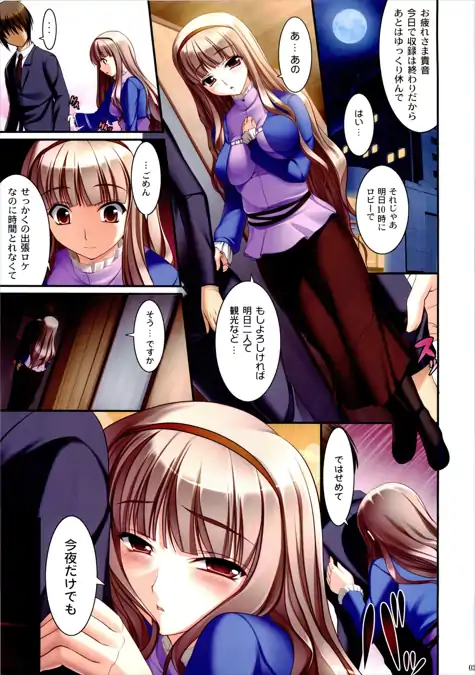 お疲れさま貴音
今日で収録は終わりだから
あとはゆっくり休んで
はい…
それじゃあ
明日10時に
ロビーで
あ…あの
もしよろしければ
明日二人で
観光など…
ズッ
…ごめん
せっかくの出張ロケ
なのに時間とれなくて
そう…ですか
ではせめて
今夜だけでも